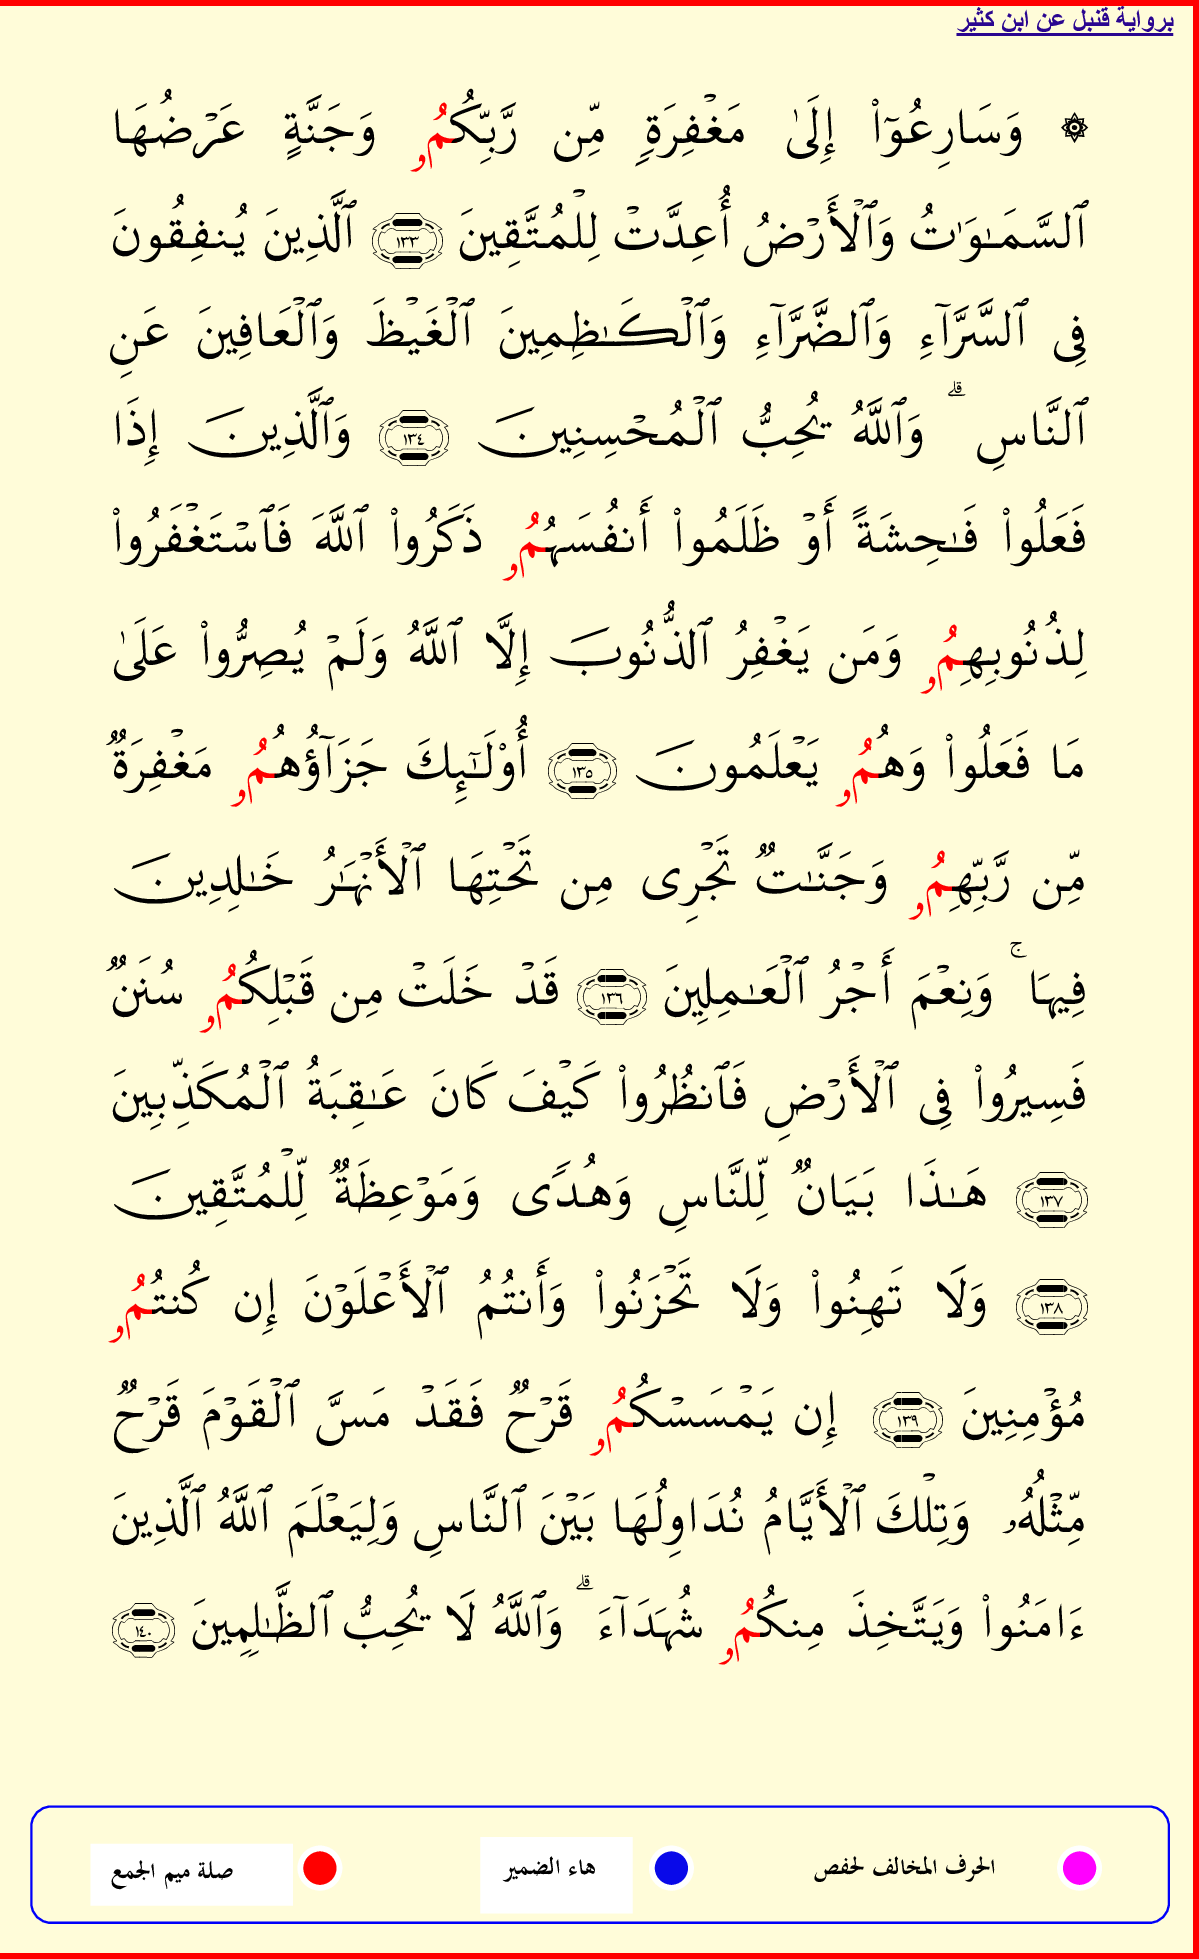 برواية قنبل عن ابن كثير
۞ وَسَارِعُوٓا۟ إِلَىٰ مَغْفِرَةٍ مِّن رَّبِّكُمُو وَجَنَّةٍ عَرْضُهَا
ٱلسَّمَـٰوَٰتُ وَٱلْأَرْضُ أُعِدَّتْ لِلْمُتَّقِينَ ١٣٣ ٱلَّذِينَ يُنفِقُونَ
فِى ٱلسَّرَّآءِ وَٱلضَّرَّآءِ وَٱلْكَـٰظِمِينَ ٱلْغَيْظَ وَٱلْعَافِينَ عَنِ
ٱلنَّاسِ ۗ وَٱللَّهُ يُحِبُّ ٱلْمُحْسِنِينَ ١٣٤ وَٱلَّذِينَ إِذَا
فَعَلُوا۟ فَـٰحِشَةً أَوْ ظَلَمُوا۟ أَنفُسَهُمُو ذَكَرُوا۟ ٱللَّهَ فَٱسْتَغْفَرُوا۟
لِذُنُوبِهِمُو وَمَن يَغْفِرُ ٱلذُّنُوبَ إِلَّا ٱللَّهُ وَلَمْ يُصِرُّوا۟ عَلَىٰ
مَا فَعَلُوا۟ وَهُمُو يَعْلَمُونَ ١٣٥ أُو۟لَـٰٓئِكَ جَزَآؤُهُمُو مَغْفِرَةٌ
مِّن رَّبِّهِمُو وَجَنَّـٰتٌ تَجْرِى مِن تَحْتِهَا ٱلْأَنْهَـٰرُ خَـٰلِدِينَ
فِيهَا ۚ وَنِعْمَ أَجْرُ ٱلْعَـٰمِلِينَ ١٣٦ قَدْ خَلَتْ مِن قَبْلِكُمُو سُنَنٌ
فَسِيرُوا۟ فِى ٱلْأَرْضِ فَٱنظُرُوا۟ كَيْفَ كَانَ عَـٰقِبَةُ ٱلْمُكَذِّبِينَ
١٣٧ هَـٰذَا بَيَانٌ لِّلنَّاسِ وَهُدًى وَمَوْعِظَةٌ لِّلْمُتَّقِينَ
١٣٨ وَلَا تَهِنُوا۟ وَلَا تَحْزَنُوا۟ وَأَنتُمُ ٱلْأَعْلَوْنَ إِن كُنتُمُو
مُؤْمِنِينَ ١٣٩ إِن يَمْسَسْكُمُو قَرْحٌ فَقَدْ مَسَّ ٱلْقَوْمَ قَرْحٌ
مِّثْلُهُۥ وَتِلْكَ ٱلْأَيَّامُ نُدَاوِلُهَا بَيْنَ ٱلنَّاسِ وَلِيَعْلَمَ ٱللَّهُ ٱلَّذِينَ
ءَامَنُوا۟ وَيَتَّخِذَ مِنكُمُو شُهَدَآءَ ۗ وَٱللَّهُ لَا يُحِبُّ ٱلظَّـٰلِمِينَ ١٤٠
الحرف المخالف لحفص هاء الضمير صلة ميم الجمع